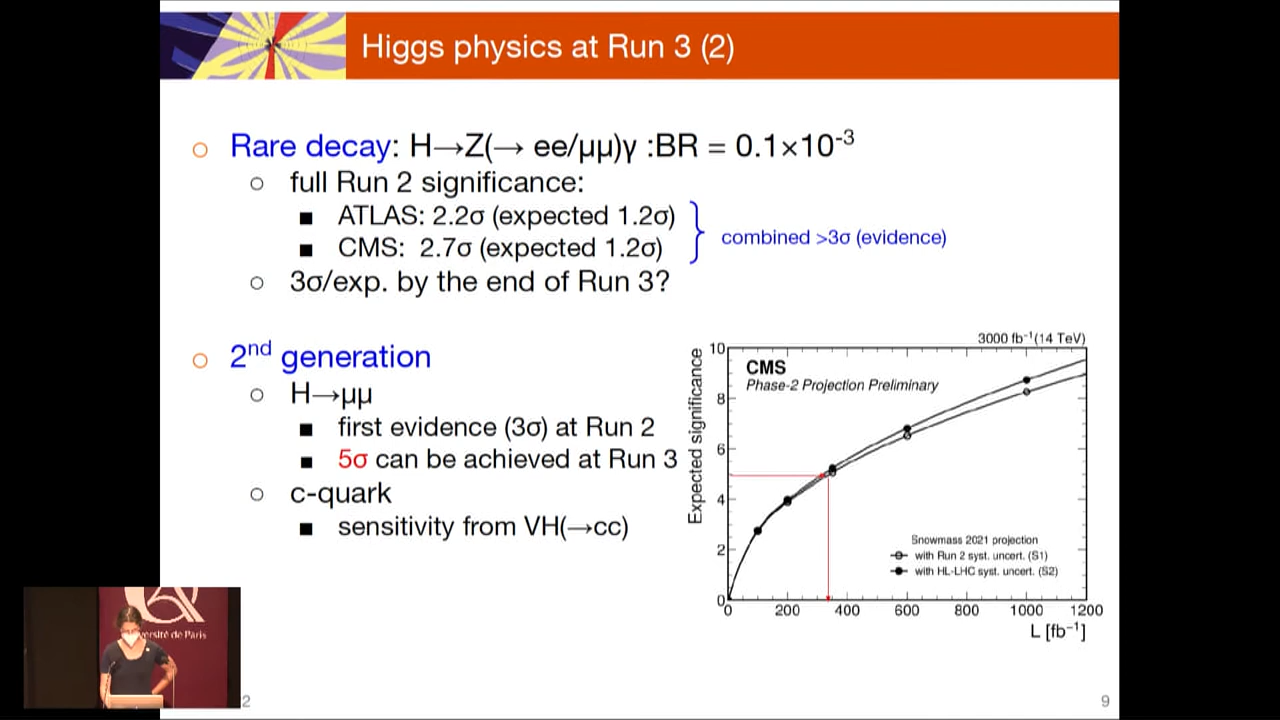 Higgs physics at Run 3 (2)
Rare decay: H→Z(→ ee/μμ)γ :BR = 0.1×10⁻³
full Run 2 significance:
ATLAS: 2.2σ (expected 1.2σ)
CMS: 2.7σ (expected 1.2σ)
combined >3σ (evidence)
3σ/exp. by the end of Run 3?
2nd generation
H→μμ
first evidence (3σ) at Run 2
5σ can be achieved at Run 3
c-quark
sensitivity from VH(→cc)
3000 fb⁻¹(14 TeV)
CMS
Phase-2 Projection Preliminary
Expected significance
10
8
6
4
2
0
Snowmass 2021 projection
with Run 2 syst. uncert. (S1)
with HL-LHC syst. uncert. (S2)
0 200 400 600 800 1000 1200
L [fb⁻¹]
ersité de Paris
2
9